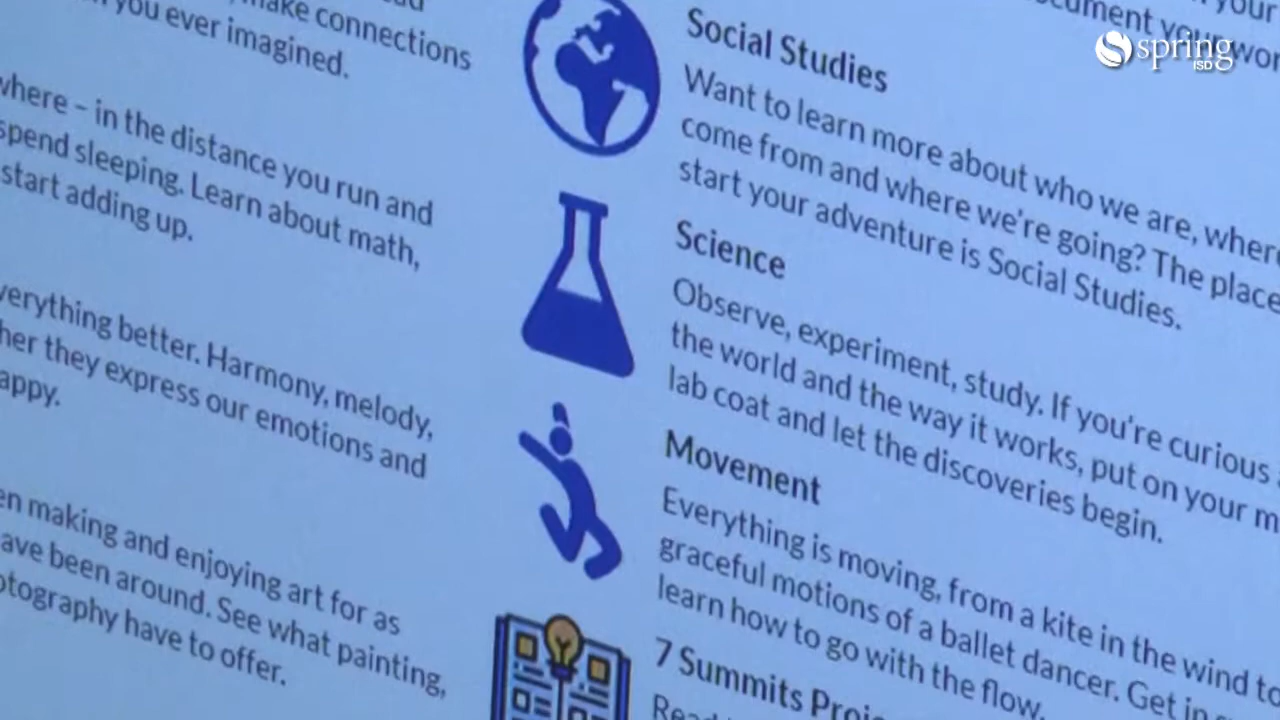 make connections
you ever imagined.
where – in the distance you run and
spend sleeping. Learn about math,
start adding up.
everything better. Harmony, melody,
they express our emotions and
making and enjoying art for as
have been around. See what painting,
have to offer.
Social Studies
Want to learn more about who we are, where
come from and where we're going? The place
start your adventure is Social Studies.
Science
Observe, experiment, study. If you're curious
the world and the way it works, put on your
lab coat and let the discoveries begin.
Movement
Everything is moving, from a kite in the wind to
graceful motions of a ballet dancer. Get in
learn how to go with the flow.
7 Summits
your
spring
ISD